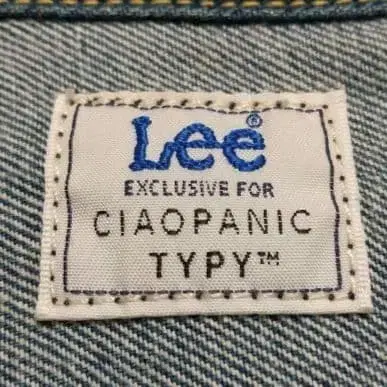 Lee®
EXCLUSIVE FOR
CIAOPANIC
TYPY™